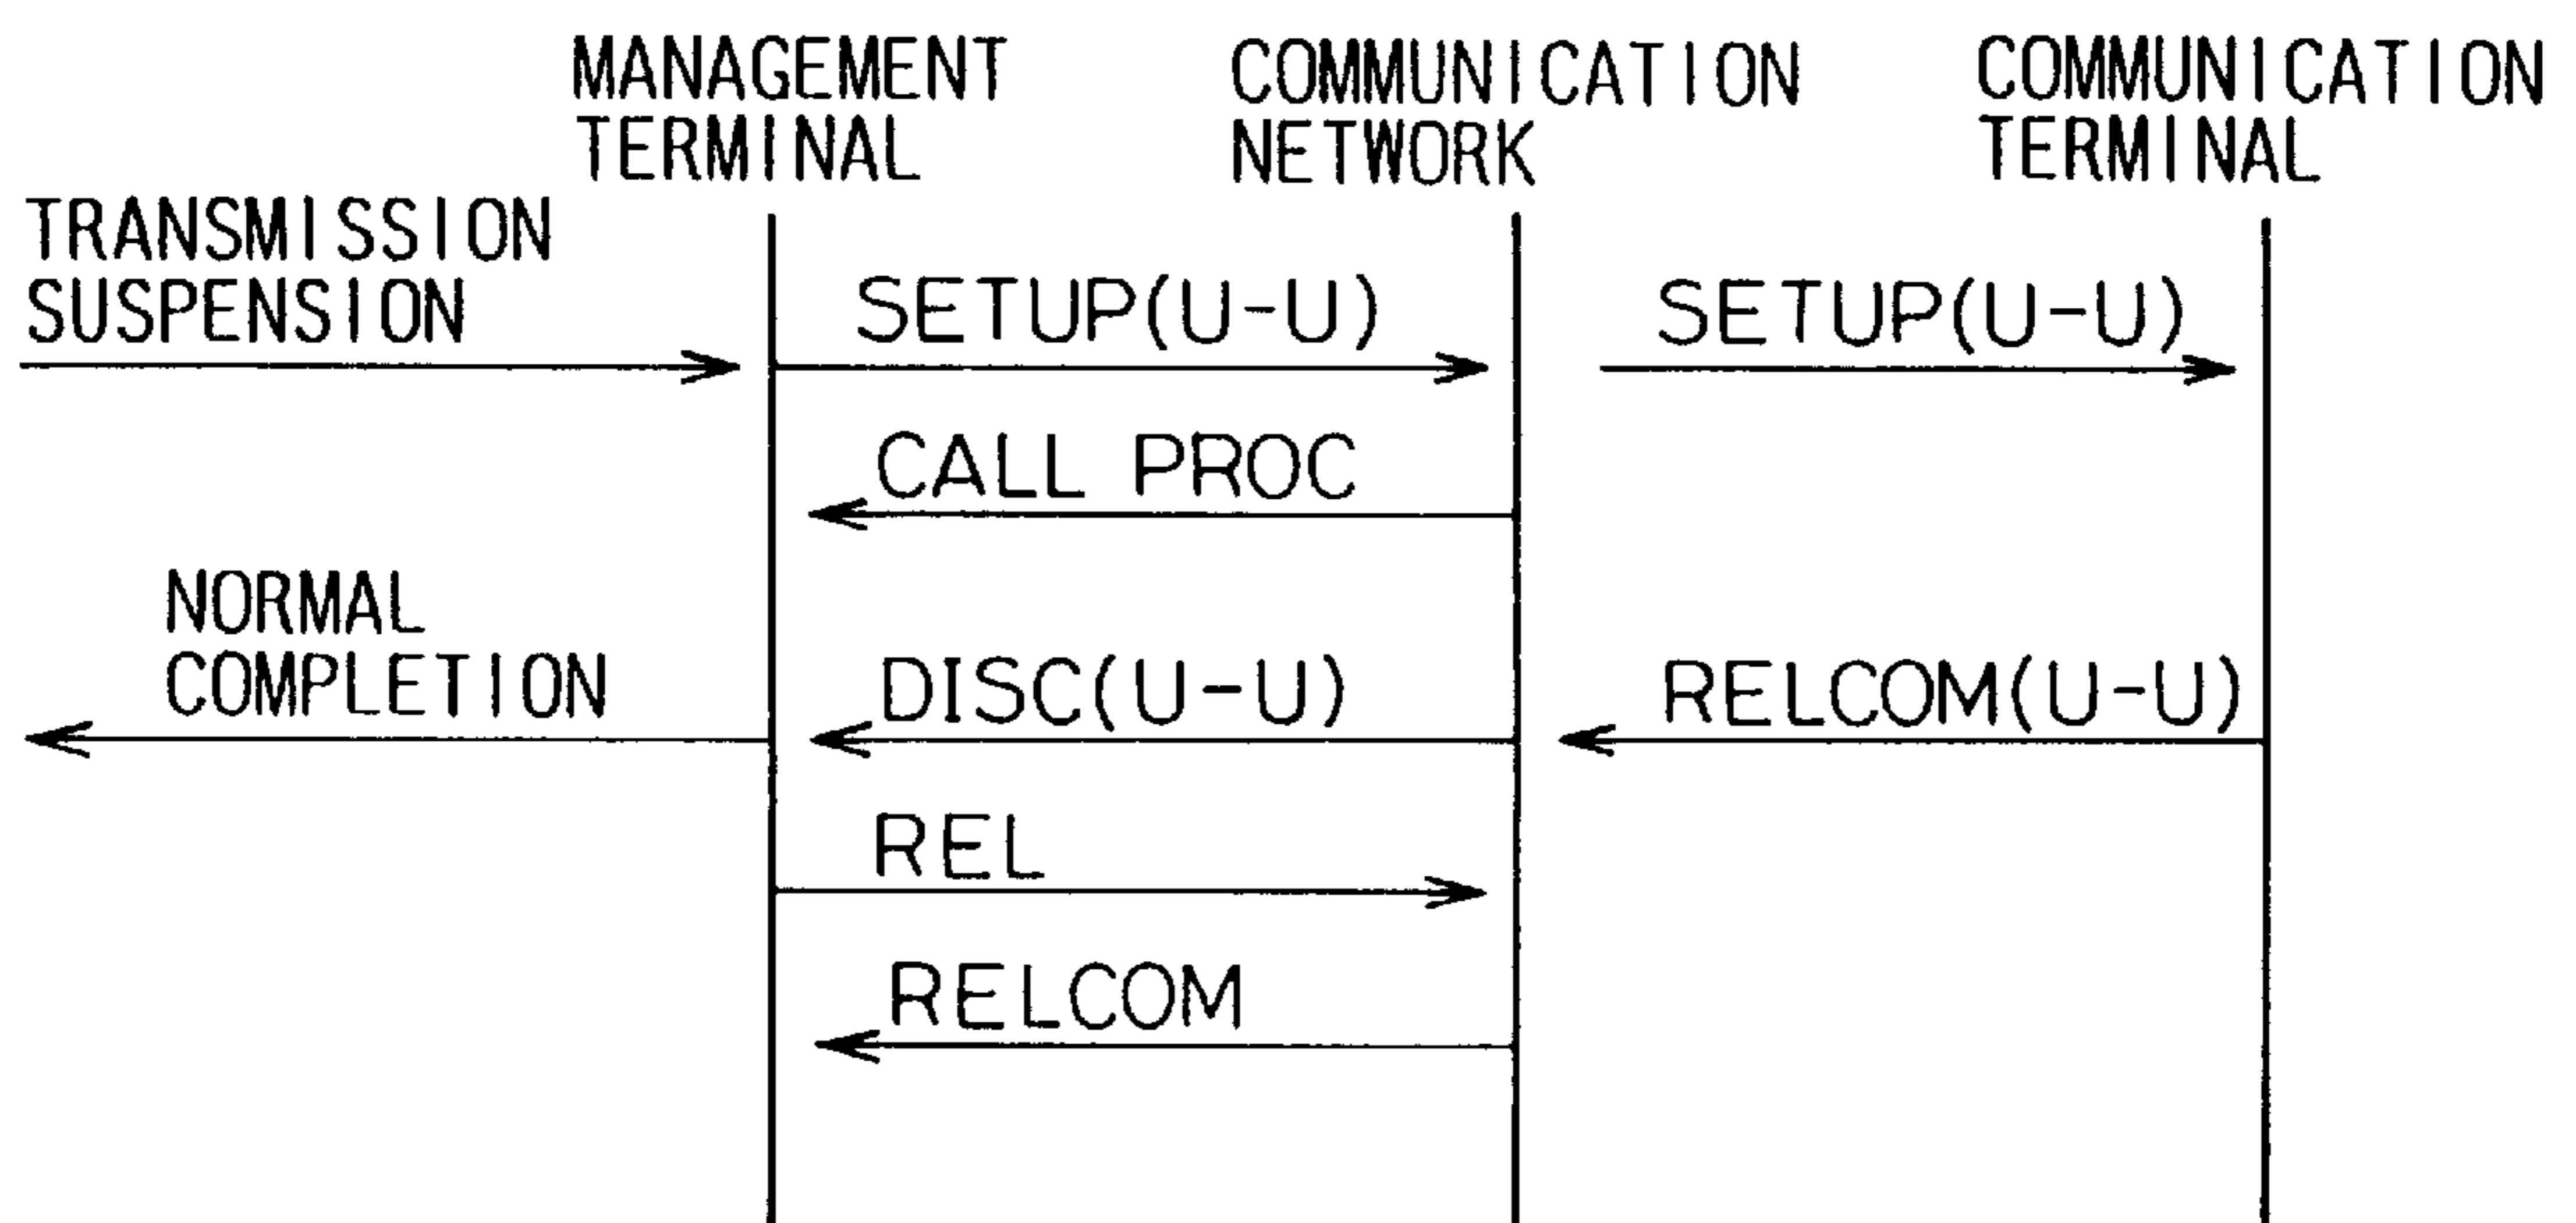 MANAGEMENT
TERMINAL
COMMUNICATION
NETWORK
COMMUNICATION
TERMINAL
TRANSMISSION
SUSPENSION
SETUP(U-U)
SETUP(U-U)
CALL PROC
NORMAL
COMPLETION
DISC(U-U)
RELCOM(U-U)
REL
RELCOM